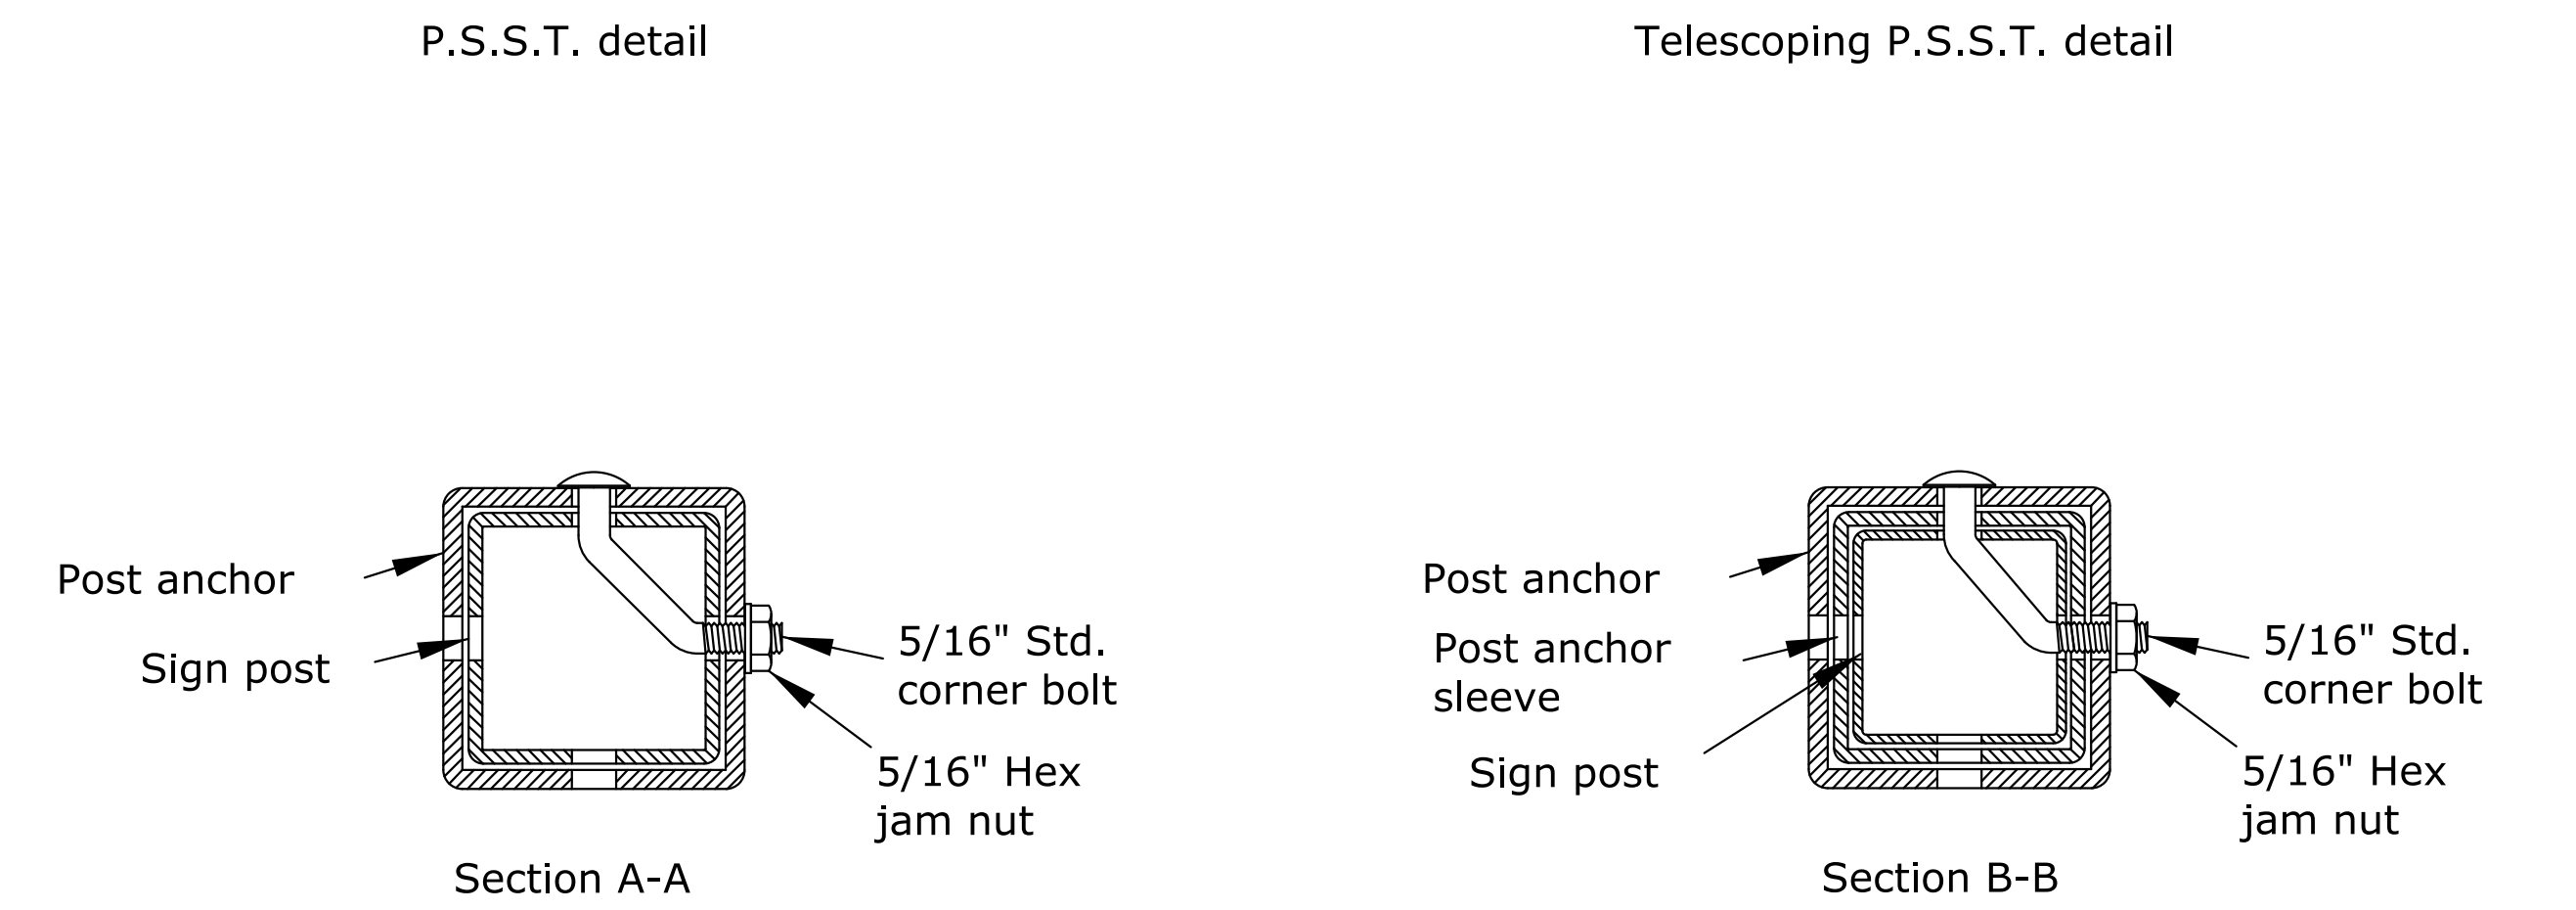 P.S.S.T. detail
Post anchor
Sign post
5/16" Std.
corner bolt
5/16" Hex
jam nut
Section A-A
Telescoping P.S.S.T. detail
Post anchor
Post anchor
sleeve
Sign post
5/16" Std.
corner bolt
5/16" Hex
jam nut
Section B-B